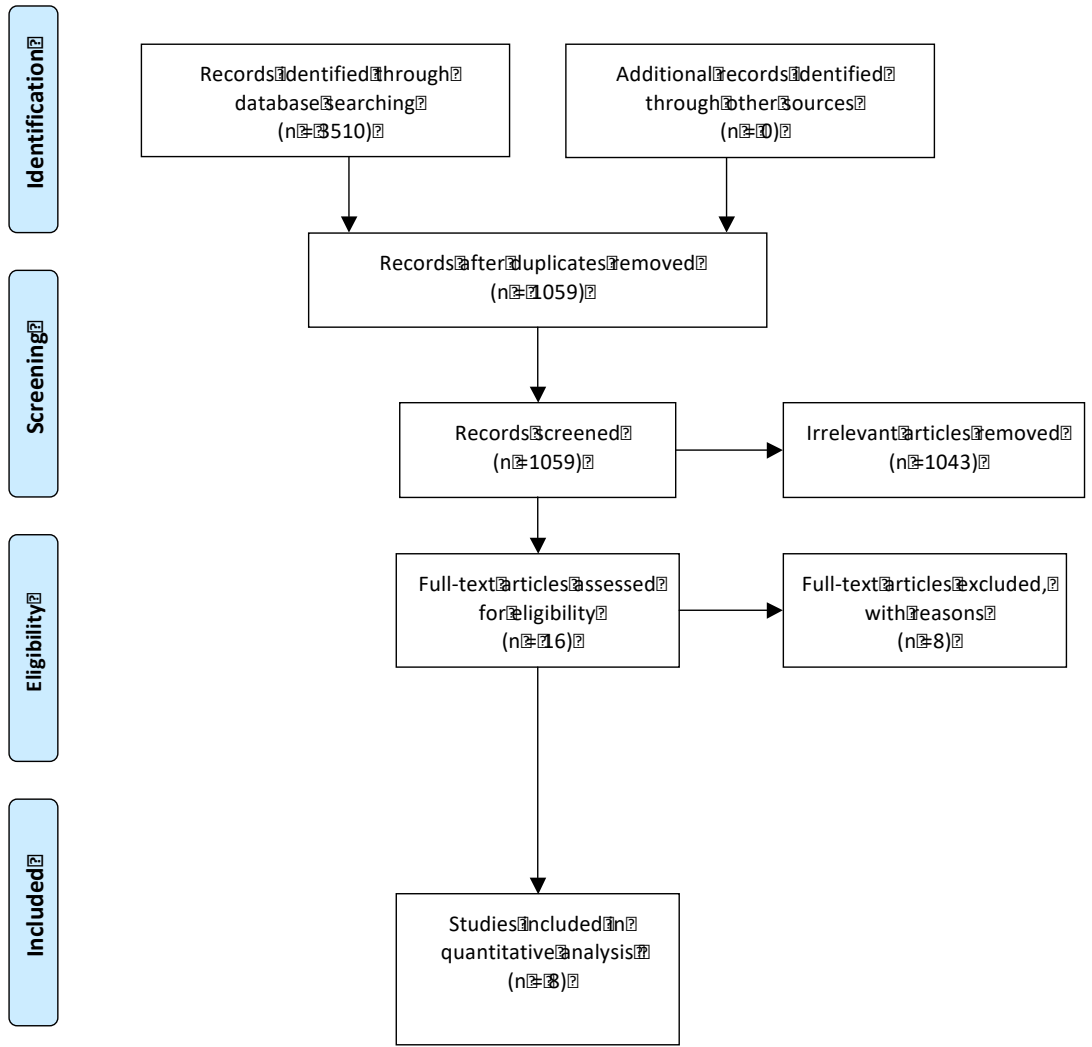 Identification
Records identified through
database searching
(n = 3510)
Additional records identified
through other sources
(n = 0)
Records after duplicates removed
(n = 1059)
Screening
Records screened
(n =1059)
Irrelevant articles removed
(n =1043)
Eligibility
Full-text articles assessed
for eligibility
(n = 16)
Full-text articles excluded,
with reasons
(n =8)
Included
Studies included in
quantitative analysis
(n = 8)